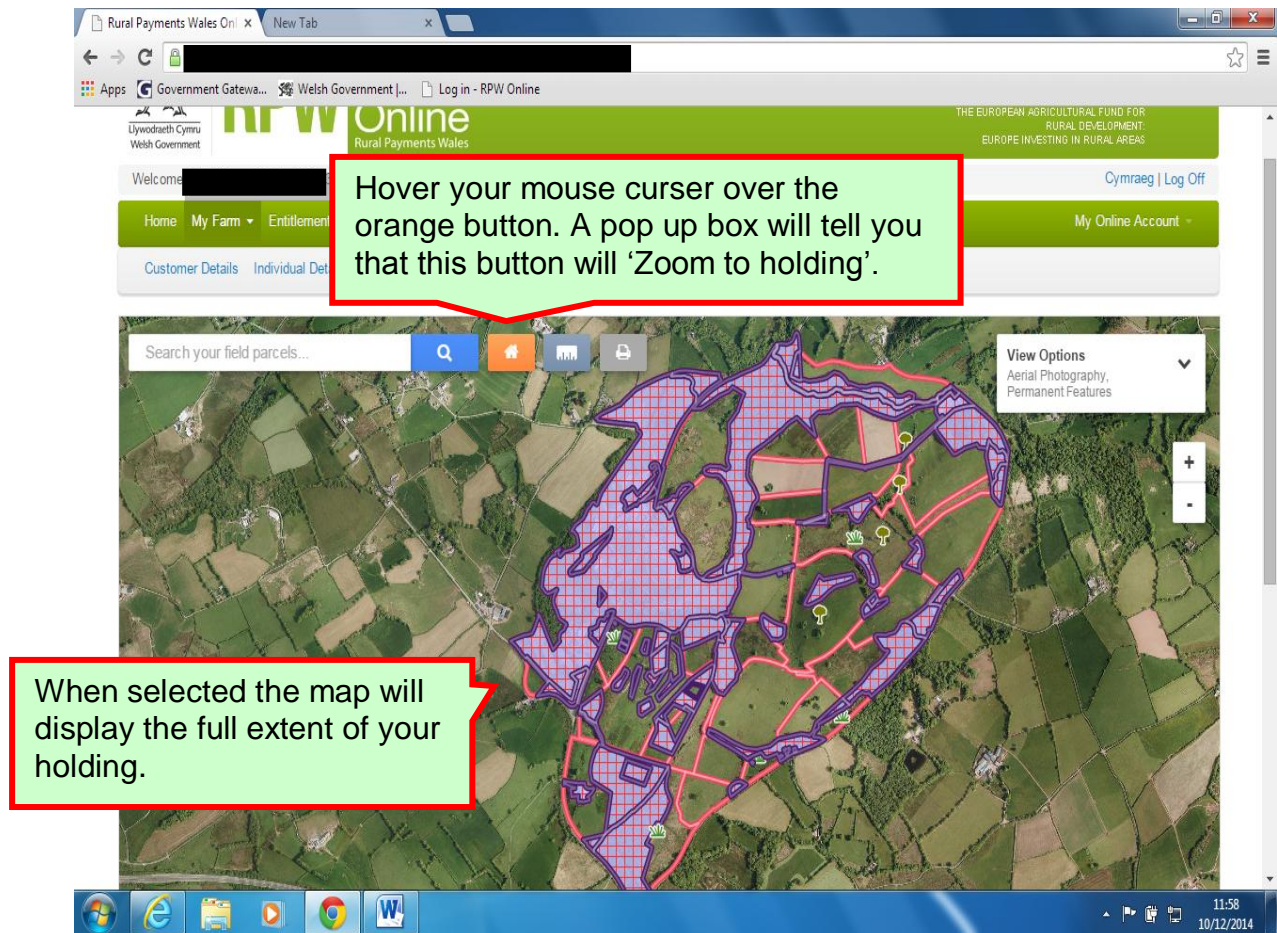 Rural Payments Wales Onl
New Tab
Apps Government Gatewa... Welsh Government |... Log in - RPW Online
Llywodraeth Cymru
Welsh Government
RPW Online
Rural Payments Wales
THE EUROPEAN AGRICULTURAL FUND FOR
RURAL DEVELOPMENT:
EUROPE INVESTING IN RURAL AREAS
Welcome
Cymraeg | Log Off
Hover your mouse curser over the
orange button. A pop up box will tell you
that this button will ‘Zoom to holding’.
Home My Farm Entitlement
My Online Account
Customer Details Individual Det
Search your field parcels...
View Options
Aerial Photography,
Permanent Features
+
-
When selected the map will
display the full extent of your
holding.
11:58
10/12/2014